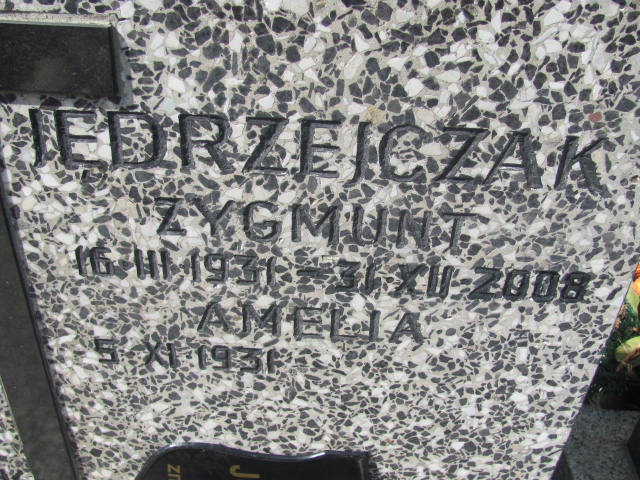 JĘDRZEJCZAK
ZYGMUNT
16 III 1931 – 31 XII 2008
AMELIA
5 XI 1931